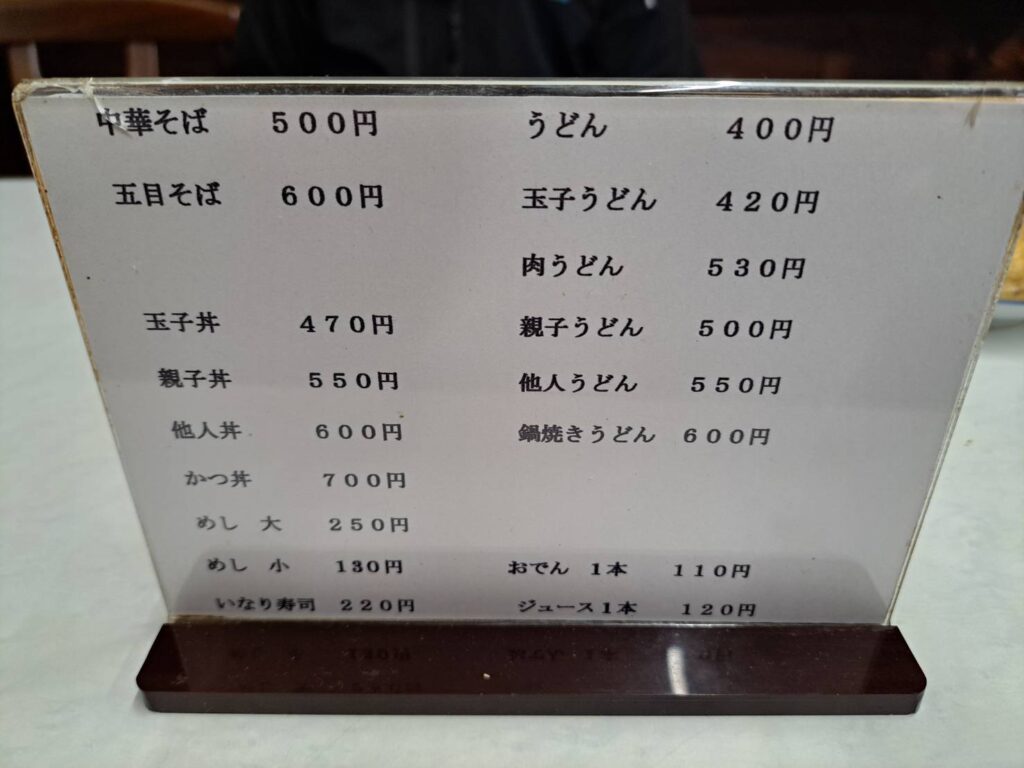 中華そば　５００円
五目そば　６００円
玉子丼　４７０円
親子丼　５５０円
他人丼　６００円
かつ丼　７００円
めし　大　２５０円
めし　小　１３０円
いなり寿司　２２０円
うどん　４００円
玉子うどん　４２０円
肉うどん　５３０円
親子うどん　５００円
他人うどん　５５０円
鍋焼きうどん　６００円
おでん　１本　１１０円
ジュース１本　１２０円